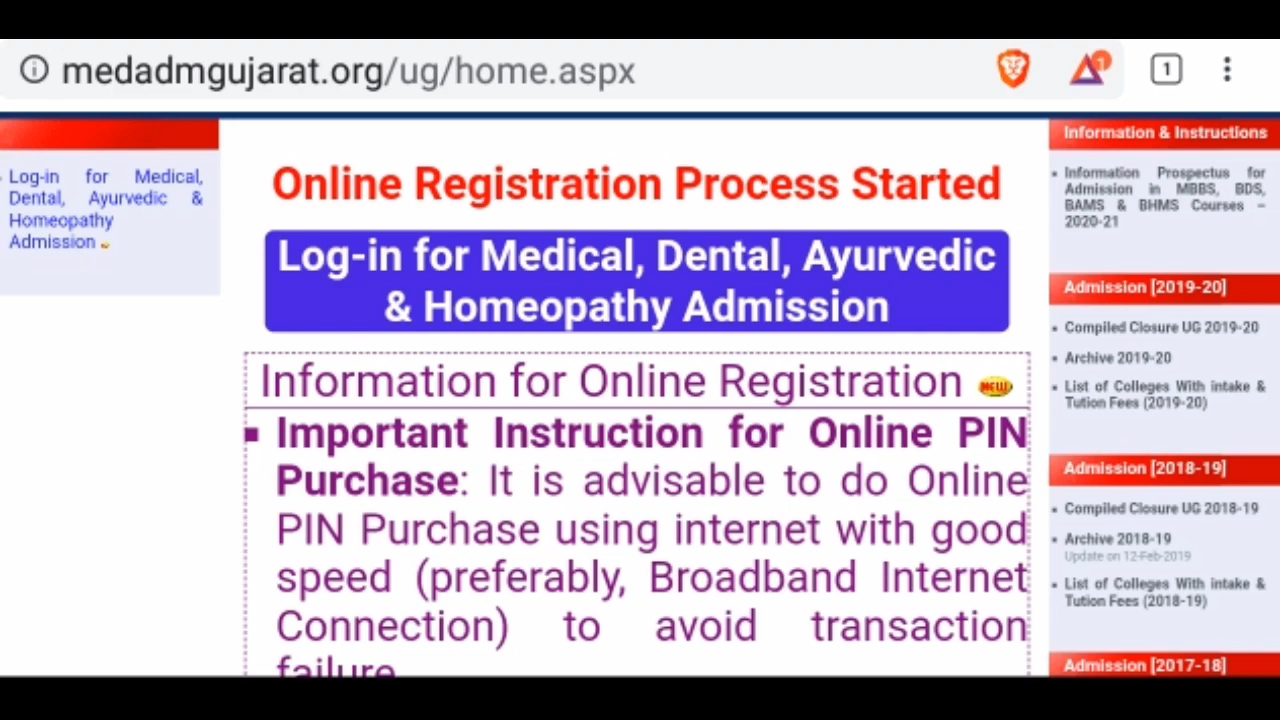 medadmgujarat.org/ug/home.aspx
1
1
Log-in for Medical,
Dental, Ayurvedic &
Homeopathy
Admission
Online Registration Process Started
Log-in for Medical, Dental, Ayurvedic
& Homeopathy Admission
Information for Online Registration NEW
Important Instruction for Online PIN
Purchase: It is advisable to do Online
PIN Purchase using internet with good
speed (preferably, Broadband Internet
Connection) to avoid transaction
failure
Information & Instructions
Information Prospectus for
Admission in MBBS, BDS,
BAMS & BHMS Courses –
2020-21
Admission [2019-20]
Compiled Closure UG 2019-20
Archive 2019-20
List of Colleges With intake &
Tution Fees (2019-20)
Admission [2018-19]
Compiled Closure UG 2018-19
Archive 2018-19
Update on 12-Feb-2019
List of Colleges With intake &
Tution Fees (2018-19)
Admission [2017-18]